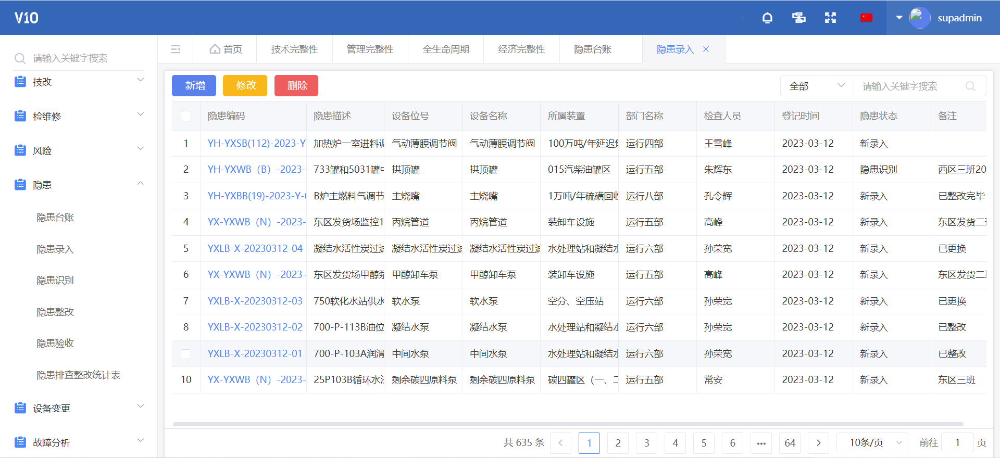 V10
supadmin
请输入关键字搜索
技改
检维修
风险
隐患
隐患台账
隐患录入
隐患识别
隐患整改
隐患验收
隐患排查整改统计表
设备变更
故障分析
首页 技术完整性 管理完整性 全生命周期 经济完整性 隐患台账 隐患录入
新增 修改 删除 全部 请输入关键字搜索
隐患编码 隐患描述 设备位号 设备名称 所属装置 部门名称 检查人员 登记时间 隐患状态 备注
1 YH-YXSB(112)-2023-Y 加热炉一室进料调 气动薄膜调节阀 气动薄膜调节阀 100万吨/年延迟焦 运行四部 王雪峰 2023-03-12 新录入
2 YH-YXWB（B）-2023- 733罐和5031罐中 拱顶罐 拱顶罐 015汽柴油罐区 运行五部 朱辉东 2023-03-12 隐患识别 西区三班20
3 YH-YXBB(19)-2023-Y-0 B炉主燃料气调节 主烧嘴 主烧嘴 1万吨/年硫磺回收 运行八部 孔令辉 2023-03-12 新录入 已整改完毕
4 YX-YXWB（N）-2023- 东区发货场监控1 丙烷管道 丙烷管道 装卸车设施 运行五部 高峰 2023-03-12 新录入 东区发货二班
5 YXLB-X-20230312-04 凝结水活性炭过滤 凝结水活性炭过滤 凝结水活性炭过滤 水处理站和凝结水 运行六部 孙荣宽 2023-03-12 新录入 已更换
6 YX-YXWB（N）-2023- 东区发货场甲醇泵 甲醇卸车泵 甲醇卸车泵 装卸车设施 运行五部 高峰 2023-03-12 新录入 东区发货二班
7 YXLB-X-20230312-03 750软化水站供水 软水泵 软水泵 空分、空压站 运行六部 孙荣宽 2023-03-12 新录入 已更换
8 YXLB-X-20230312-02 700-P-113B油位 凝结水泵 凝结水泵 水处理站和凝结水 运行六部 孙荣宽 2023-03-12 新录入 已整改
YXLB-X-20230312-01 700-P-103A润滑 中间水泵 中间水泵 水处理站和凝结水 运行六部 孙荣宽 2023-03-12 新录入 已整改
10 YX-YXWB（N）-2023- 25P103B循环水 剩余碳四原料泵 剩余碳四原料泵 碳四罐区（一、二 运行五部 常安 2023-03-12 新录入 东区三班
共 635 条 1 2 3 4 5 6 ••• 64 10条/页 前往 1 页